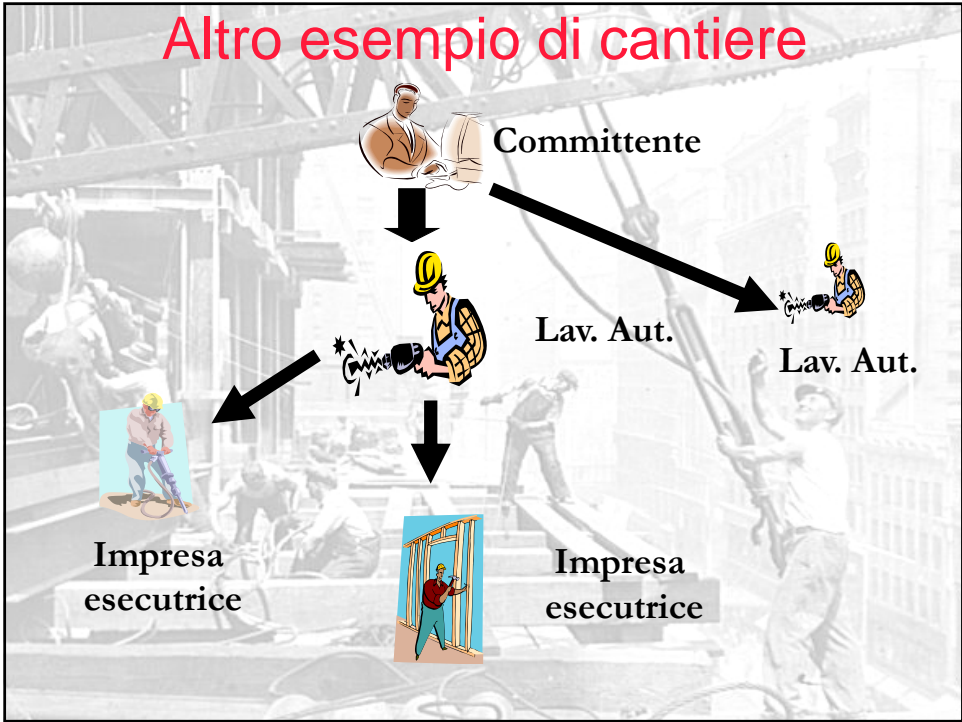 Altro esempio di cantiere
Committente
Lav. Aut.
Lav. Aut.
Impresa
esecutrice
Impresa
esecutrice